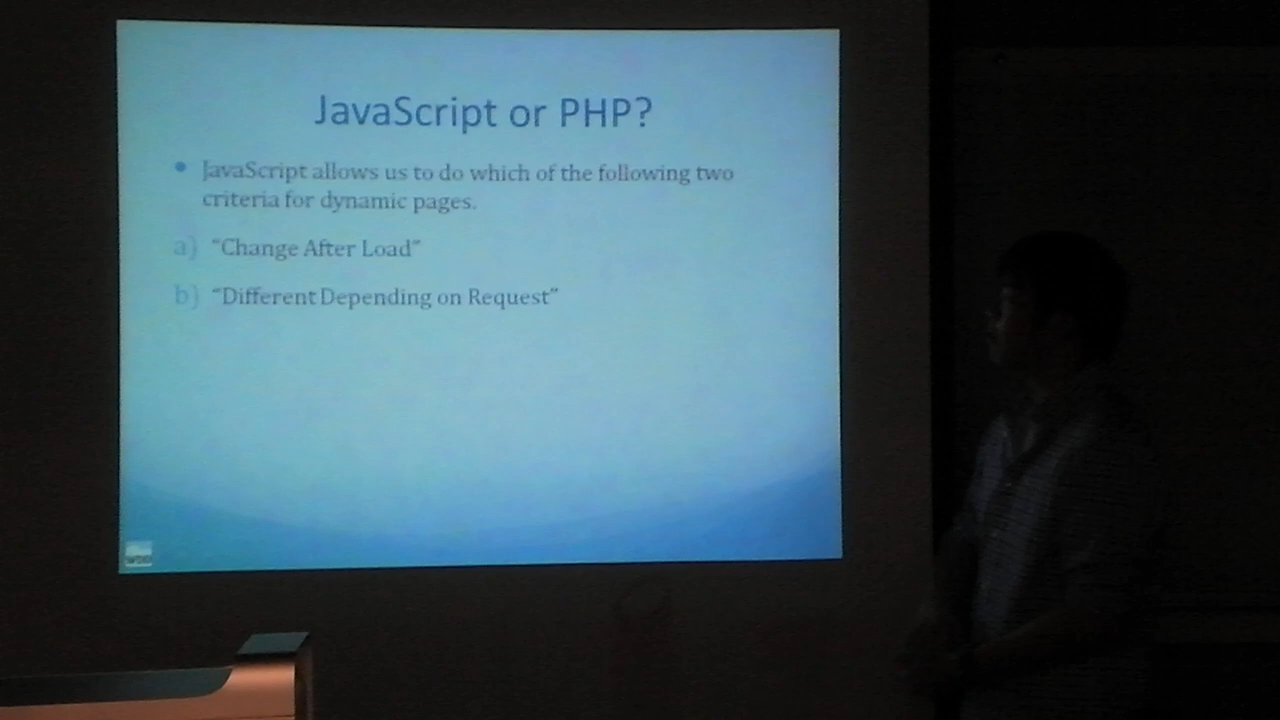 JavaScript or PHP?
• JavaScript allows us to do which of the following two
criteria for dynamic pages.
a) “Change After Load”
b) “Different Depending on Request”